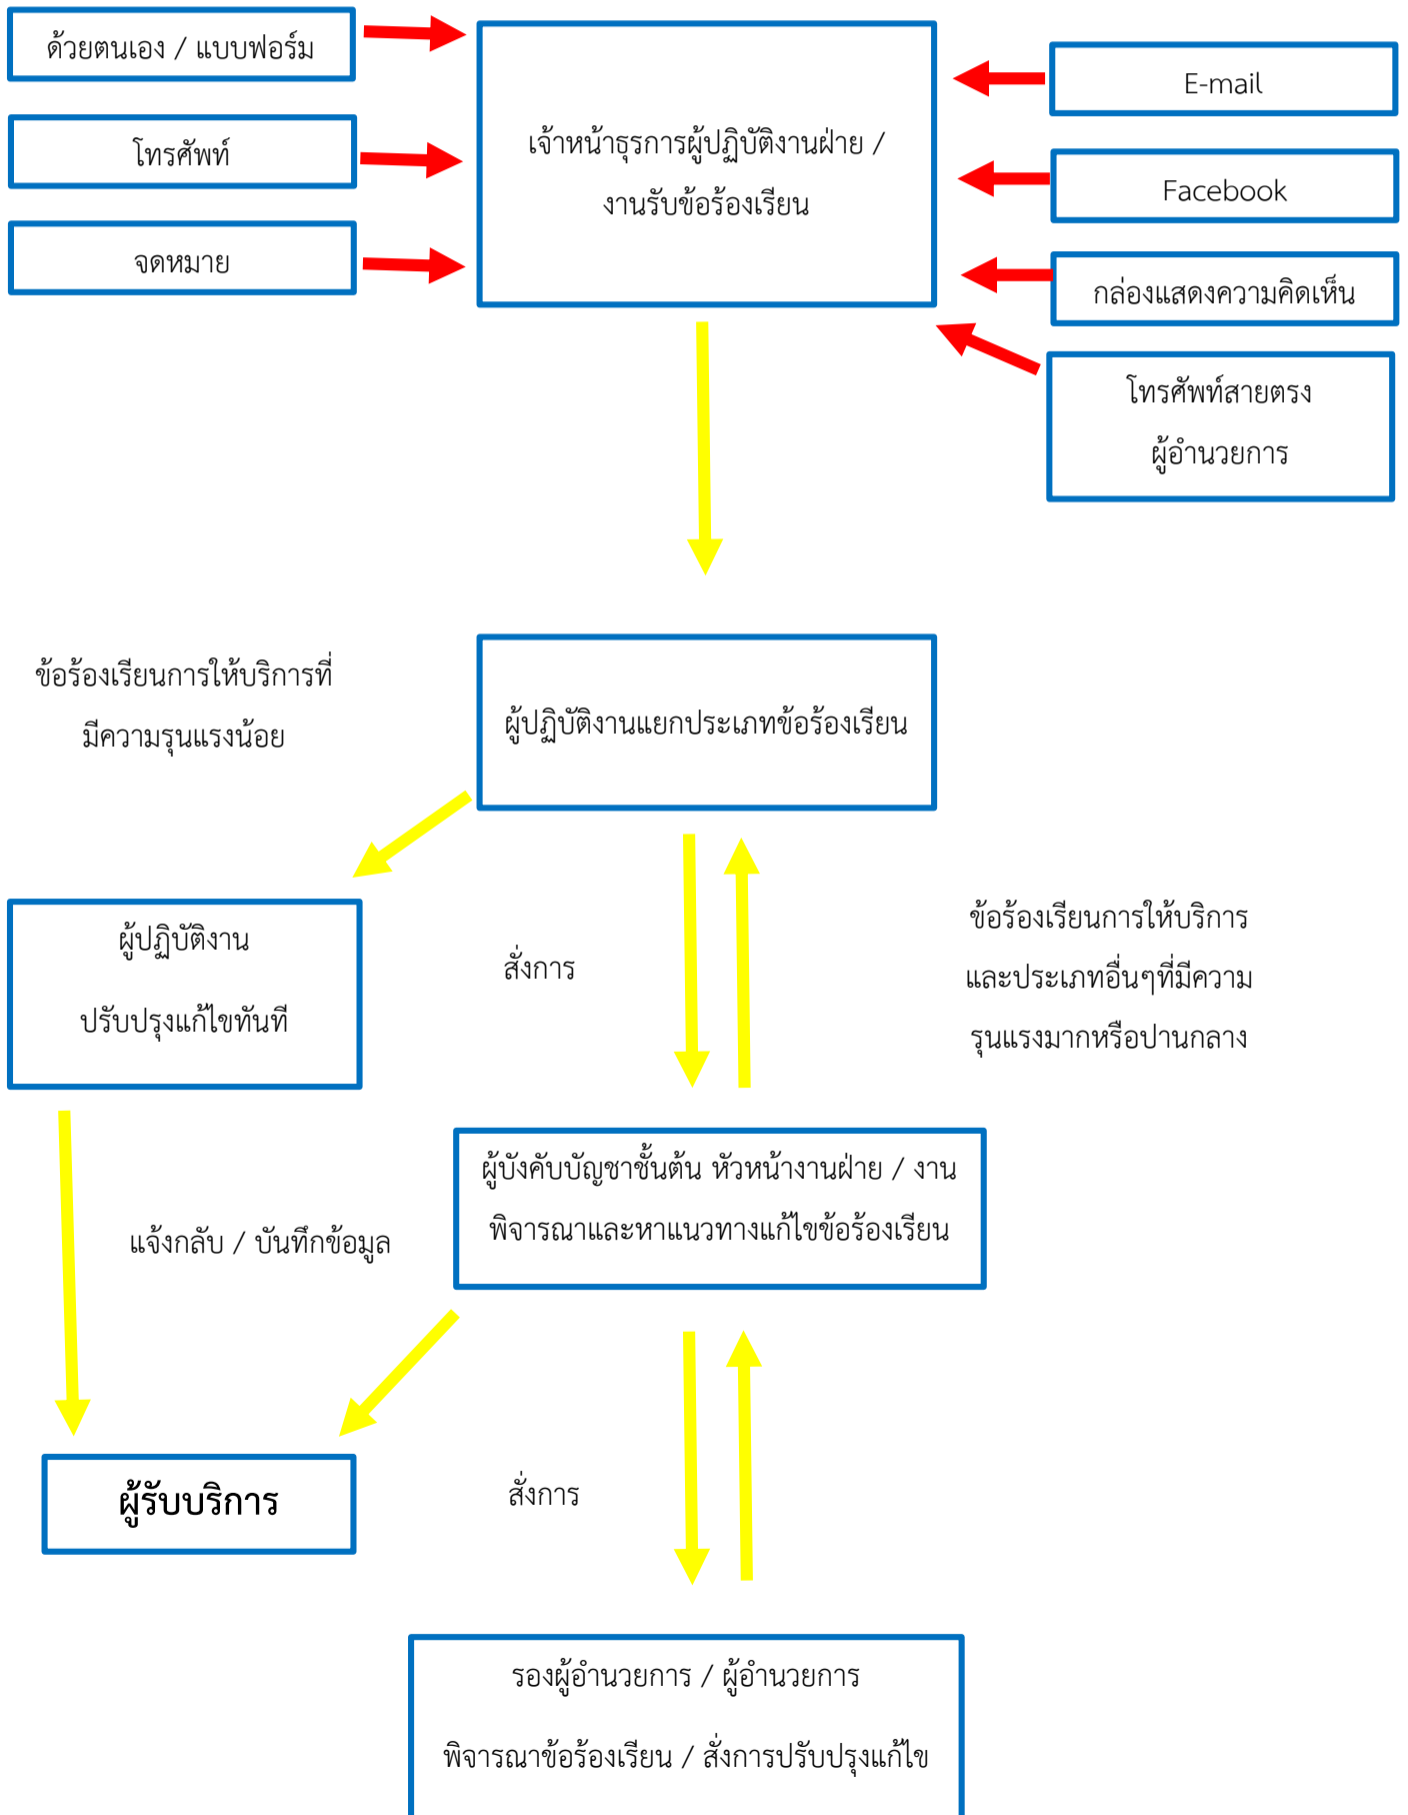 ด้วยตนเอง / แบบฟอร์ม
โทรศัพท์
จดหมาย
เจ้าหน้าธุรการผู้ปฏิบัติงานฝ่าย /
งานรับข้อร้องเรียน
E-mail
Facebook
กล่องแสดงความคิดเห็น
โทรศัพท์สายตรง
ผู้อำนวยการ
ข้อร้องเรียนการให้บริการที่
มีความรุนแรงน้อย
ผู้ปฏิบัติงานแยกประเภทข้อร้องเรียน
ผู้ปฏิบัติงาน
ปรับปรุงแก้ไขทันที
สั่งการ
ข้อร้องเรียนการให้บริการ
และประเภทอื่นๆที่มีความ
รุนแรงมากหรือปานกลาง
ผู้บังคับบัญชาชั้นต้น หัวหน้างานฝ่าย / งาน
พิจารณาและหาแนวทางแก้ไขข้อร้องเรียน
แจ้งกลับ / บันทึกข้อมูล
ผู้รับบริการ
สั่งการ
รองผู้อำนวยการ / ผู้อำนวยการ
พิจารณาข้อร้องเรียน / สั่งการปรับปรุงแก้ไข